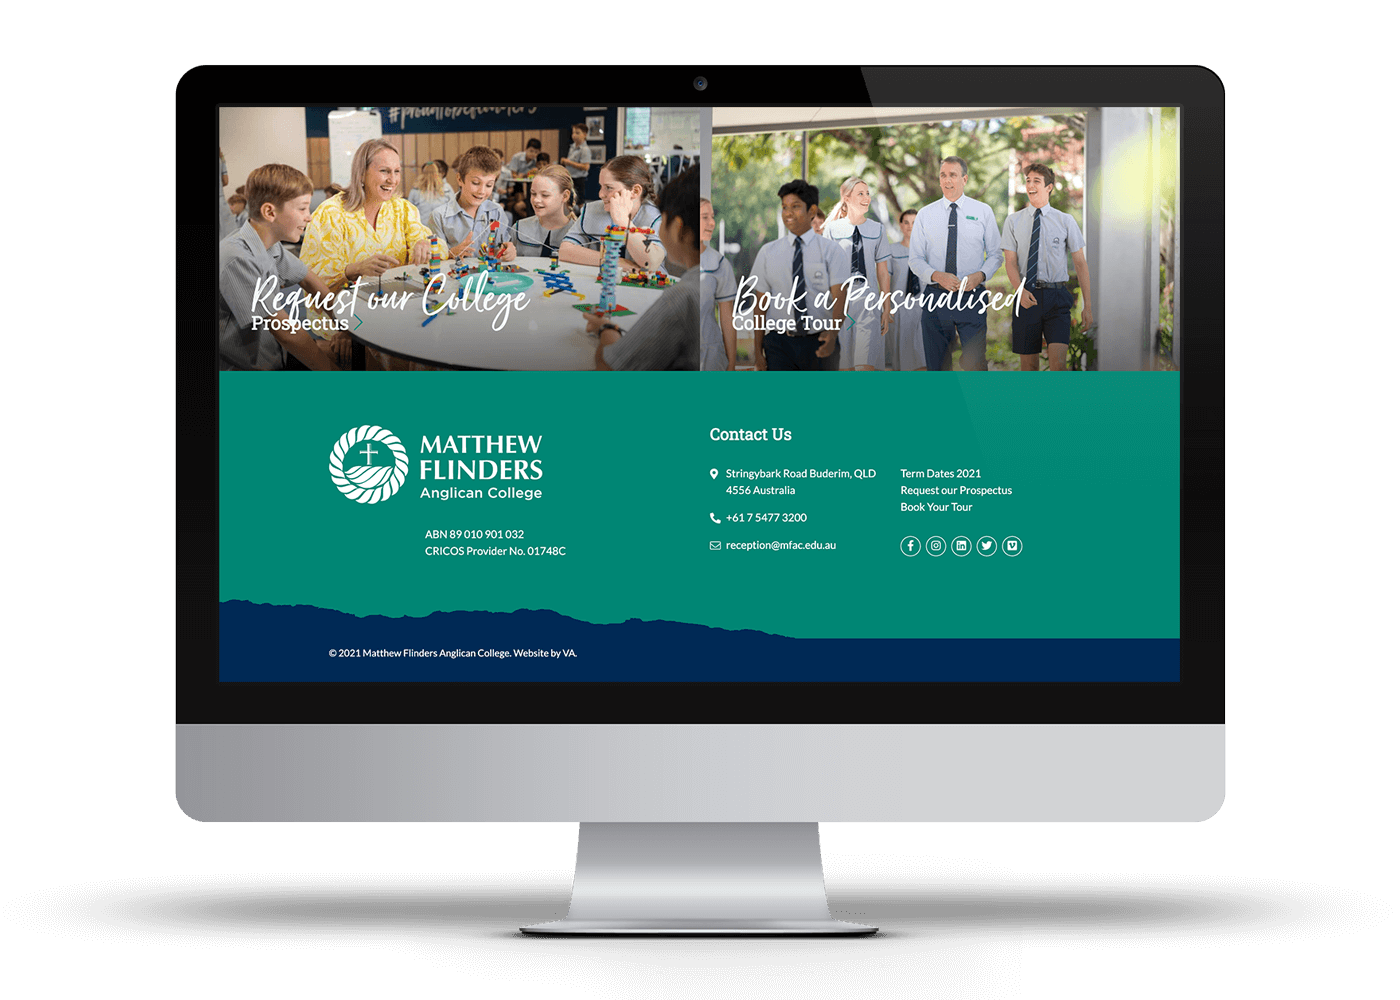 #proudtobeflinders
Request our College
Prospectus
Book a Personalised
College Tour
MATTHEW
FLINDERS
Anglican College
ABN 89 010 901 032
CRICOS Provider No. 01748C
Contact Us
Stringybark Road Buderim, QLD
4556 Australia
+61 7 5477 3200
reception@mfac.edu.au
Term Dates 2021
Request our Prospectus
Book Your Tour
© 2021 Matthew Flinders Anglican College. Website by VA.